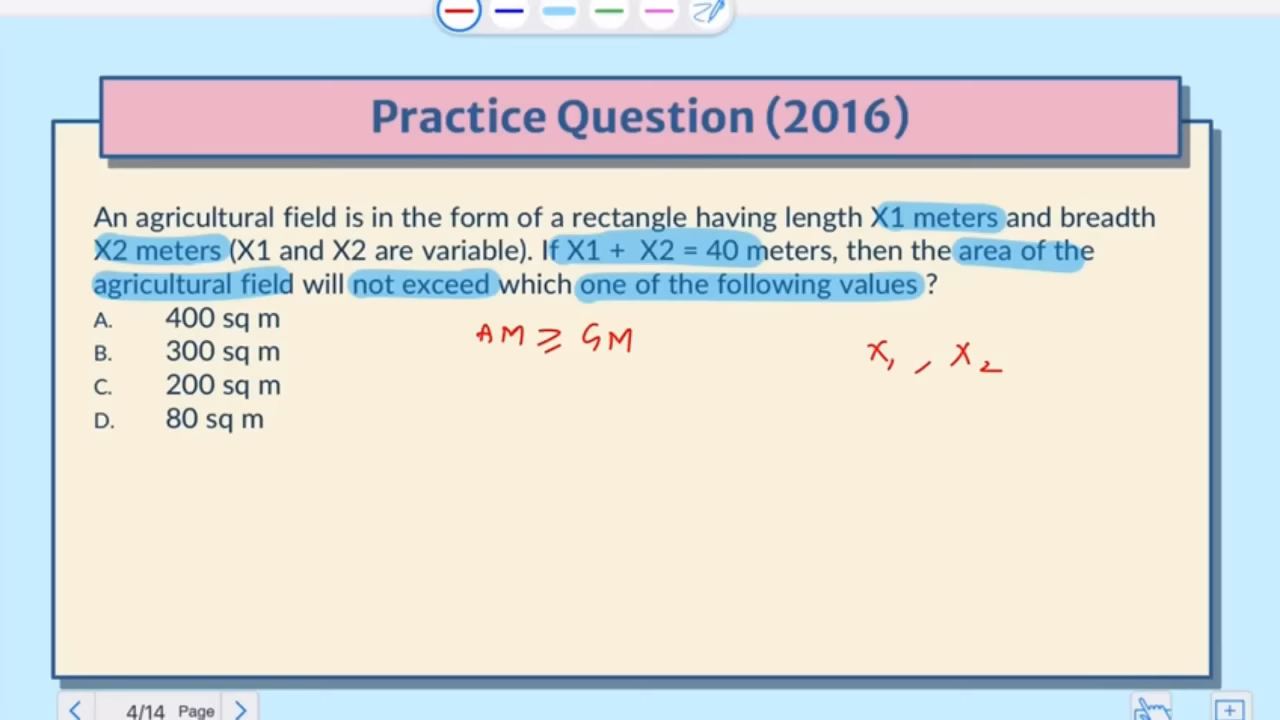 Practice Question (2016)
An agricultural field is in the form of a rectangle having length X1 meters and breadth
X2 meters (X1 and X2 are variable). If X1 + X2 = 40 meters, then the area of the
agricultural field will not exceed which one of the following values ?
A. 400 sq m
B. 300 sq m
C. 200 sq m
D. 80 sq m
AM ≥ GM
X₁ , X₂
4/14 Page